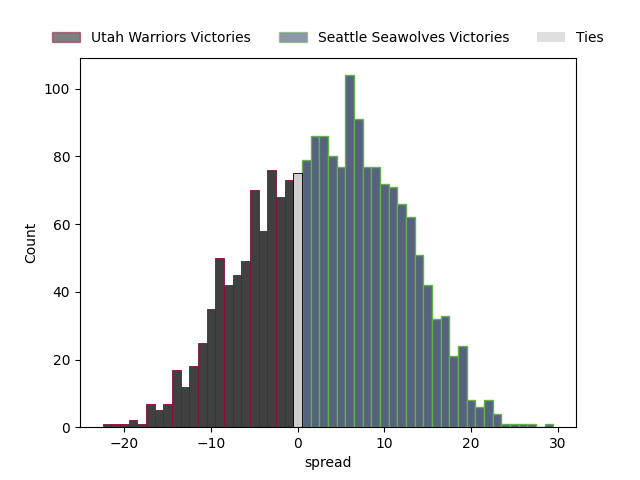 Utah Warriors Victories Seattle Seawolves Victories Ties
100
80
60
40
20
0
Count
−20 −10 0 10 20 30
spread